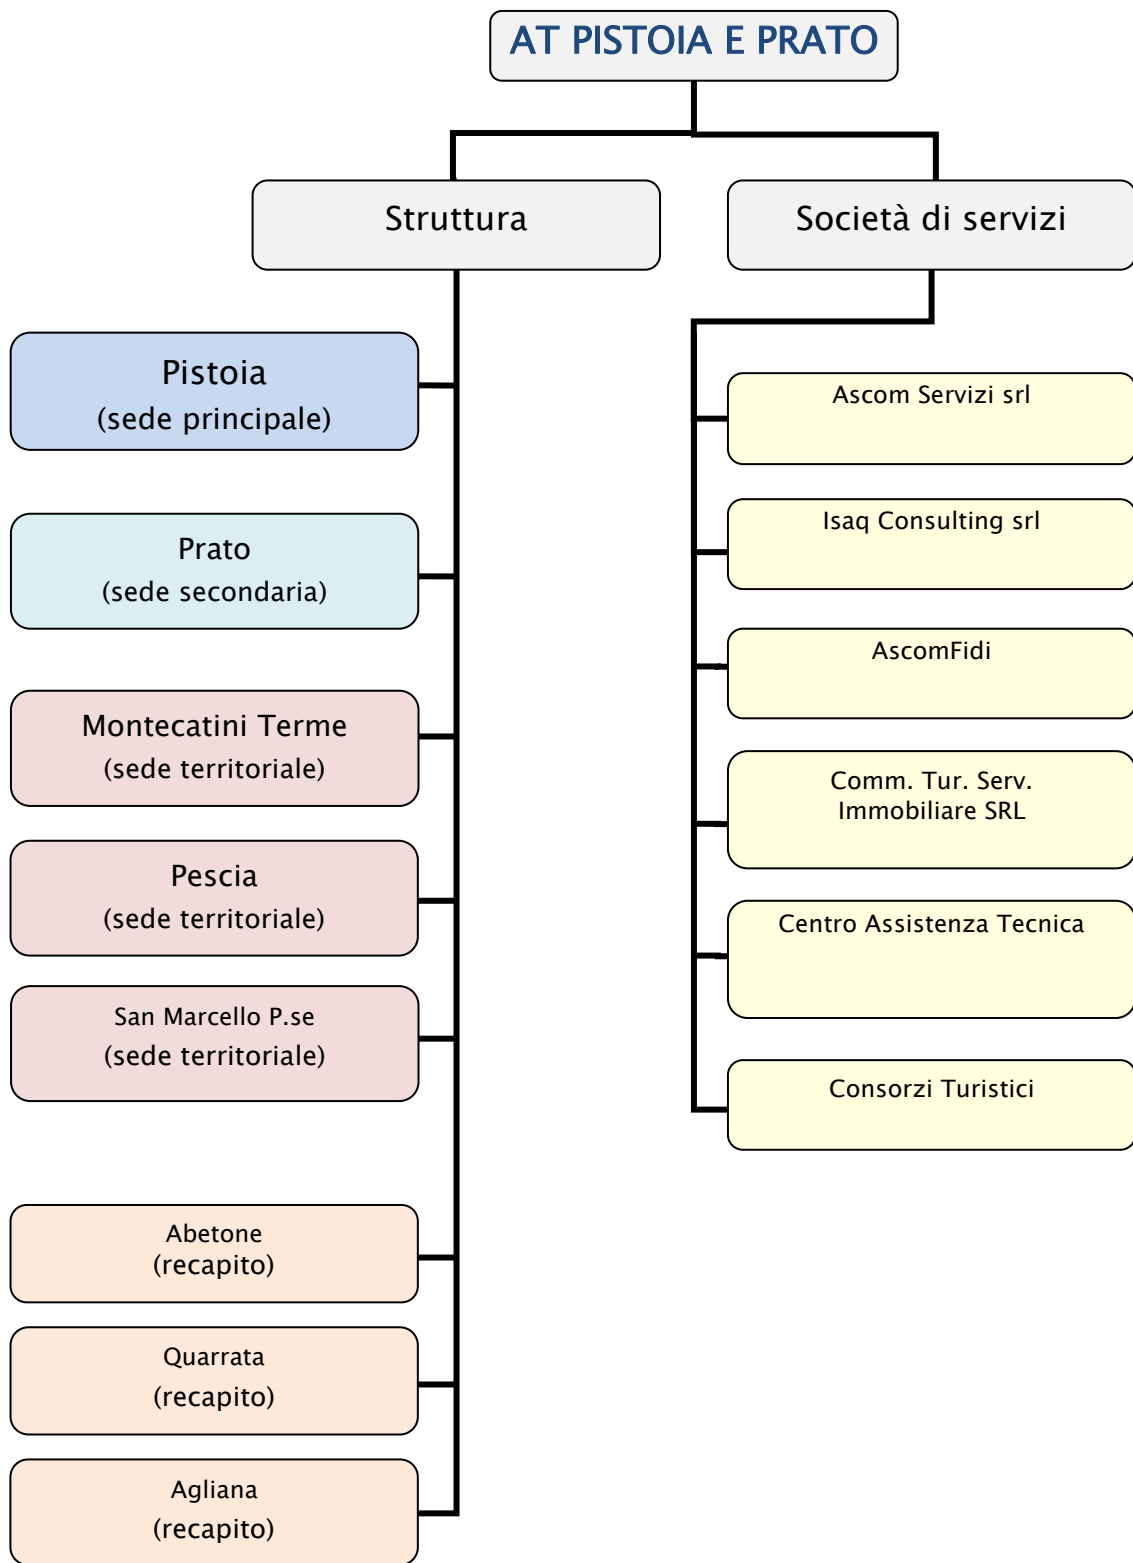 AT PISTOIA E PRATO
Struttura
Società di servizi
Pistoia
(sede principale)
Prato
(sede secondaria)
Montecatini Terme
(sede territoriale)
Pescia
(sede territoriale)
San Marcello P.se
(sede territoriale)
Abetone
(recapito)
Quarrata
(recapito)
Agliana
(recapito)
Ascom Servizi srl
Isaq Consulting srl
AscomFidi
Comm. Tur. Serv.
Immobiliare SRL
Centro Assistenza Tecnica
Consorzi Turistici